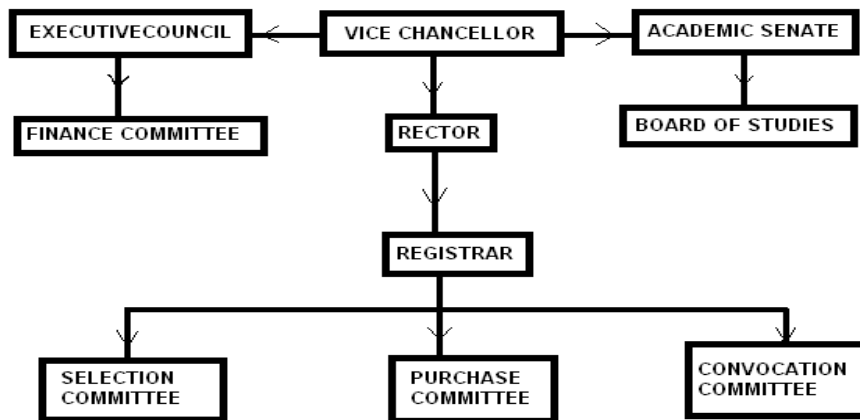 EXECUTIVECOUNCIL
VICE CHANCELLOR
ACADEMIC SENATE
FINANCE COMMITTEE
RECTOR
BOARD OF STUDIES
REGISTRAR
SELECTION
COMMITTEE
PURCHASE
COMMITTEE
CONVOCATION
COMMITTEE